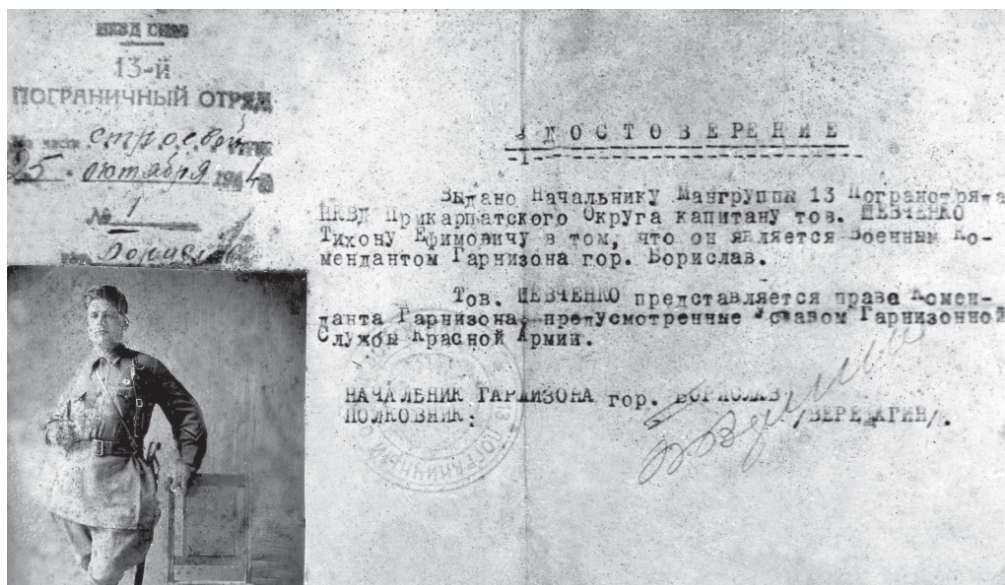 НКВД СССР
13-й
ПОГРАНИЧНЫЙ ОТРЯД
строевой
25. октября 1944
№ 1
УДОСТОВЕРЕНИЕ
Выдано Начальнику Мангруппы 13 Погранотряда
НКВД Прикарпатского Округа капитану тов. ШЕВЧЕНКО
Тихону Ефимовичу в том, что он является Военным Ко-
мендантом Гарнизона гор. Борислав.
Тов. ШЕВЧЕНКО представляется права Комен-
данта Гарнизона, предусмотренные Уставом Гарнизонной
Службы Красной Армии.
НАЧАЛЬНИК ГАРНИЗОНА гор. БОРИСЛАВ
ПОЛКОВНИК: /ВЕРЕЩАГИН/.
ПОГРАНИЧНЫЙ